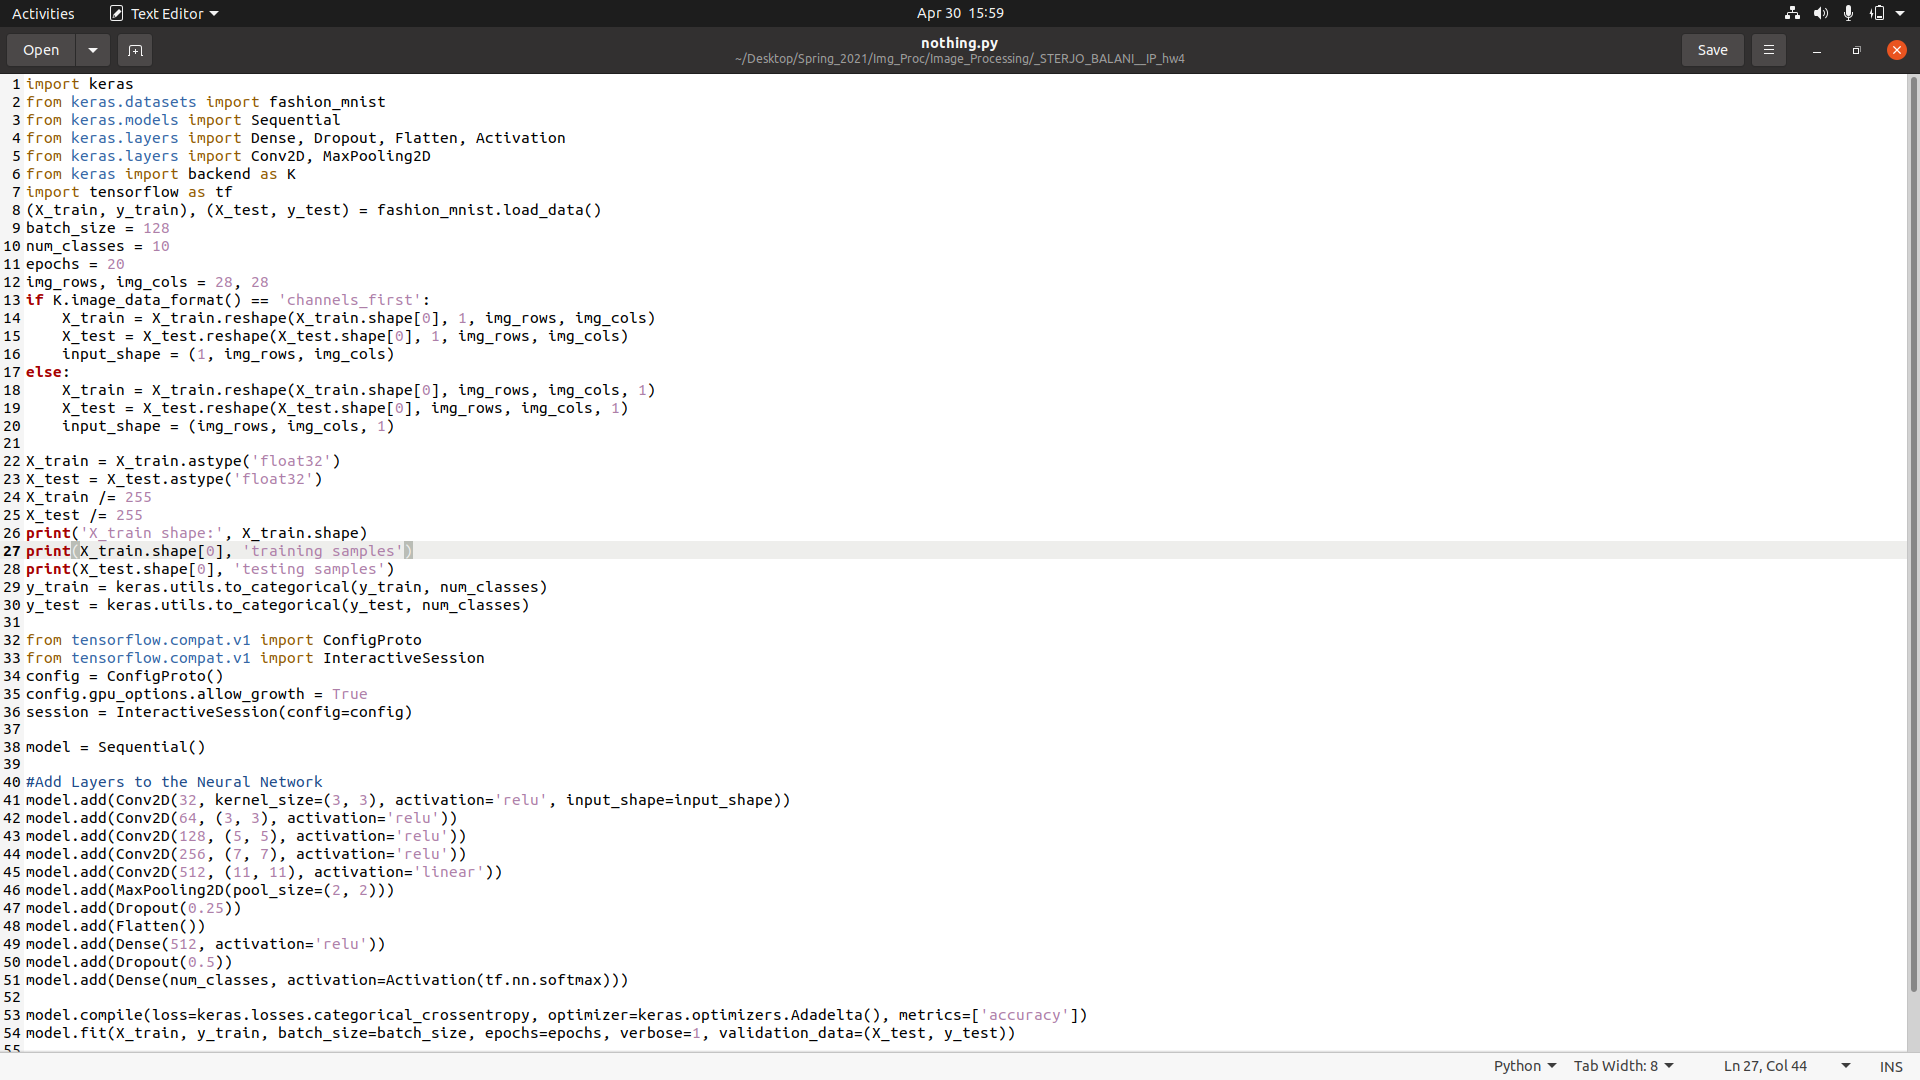 Activities
Text Editor
Apr 30 15:59
Open
nothing.py
~/Desktop/Spring_2021/Img_Proc/Image_Processing/_STERJO_BALANI__IP_hw4
Save
1 import keras
2 from keras.datasets import fashion_mnist
3 from keras.models import Sequential
4 from keras.layers import Dense, Dropout, Flatten, Activation
5 from keras.layers import Conv2D, MaxPooling2D
6 from keras import backend as K
7 import tensorflow as tf
8 (X_train, y_train), (X_test, y_test) = fashion_mnist.load_data()
9 batch_size = 128
10 num_classes = 10
11 epochs = 20
12 img_rows, img_cols = 28, 28
13 if K.image_data_format() == 'channels_first':
14     X_train = X_train.reshape(X_train.shape[0], 1, img_rows, img_cols)
15     X_test = X_test.reshape(X_test.shape[0], 1, img_rows, img_cols)
16     input_shape = (1, img_rows, img_cols)
17 else:
18     X_train = X_train.reshape(X_train.shape[0], img_rows, img_cols, 1)
19     X_test = X_test.reshape(X_test.shape[0], img_rows, img_cols, 1)
20     input_shape = (img_rows, img_cols, 1)
21
22 X_train = X_train.astype('float32')
23 X_test = X_test.astype('float32')
24 X_train /= 255
25 X_test /= 255
26 print('X_train shape:', X_train.shape)
27 print(X_train.shape[0], 'training samples')
28 print(X_test.shape[0], 'testing samples')
29 y_train = keras.utils.to_categorical(y_train, num_classes)
30 y_test = keras.utils.to_categorical(y_test, num_classes)
31
32 from tensorflow.compat.v1 import ConfigProto
33 from tensorflow.compat.v1 import InteractiveSession
34 config = ConfigProto()
35 config.gpu_options.allow_growth = True
36 session = InteractiveSession(config=config)
37
38 model = Sequential()
39
40 #Add Layers to the Neural Network
41 model.add(Conv2D(32, kernel_size=(3, 3), activation='relu', input_shape=input_shape))
42 model.add(Conv2D(64, (3, 3), activation='relu'))
43 model.add(Conv2D(128, (5, 5), activation='relu'))
44 model.add(Conv2D(256, (7, 7), activation='relu'))
45 model.add(Conv2D(512, (11, 11), activation='linear'))
46 model.add(MaxPooling2D(pool_size=(2, 2)))
47 model.add(Dropout(0.25))
48 model.add(Flatten())
49 model.add(Dense(512, activation='relu'))
50 model.add(Dropout(0.5))
51 model.add(Dense(num_classes, activation=Activation(tf.nn.softmax)))
52
53 model.compile(loss=keras.losses.categorical_crossentropy, optimizer=keras.optimizers.Adadelta(), metrics=['accuracy'])
54 model.fit(X_train, y_train, batch_size=batch_size, epochs=epochs, verbose=1, validation_data=(X_test, y_test))
55
Python
Tab Width: 8
Ln 27, Col 44
INS